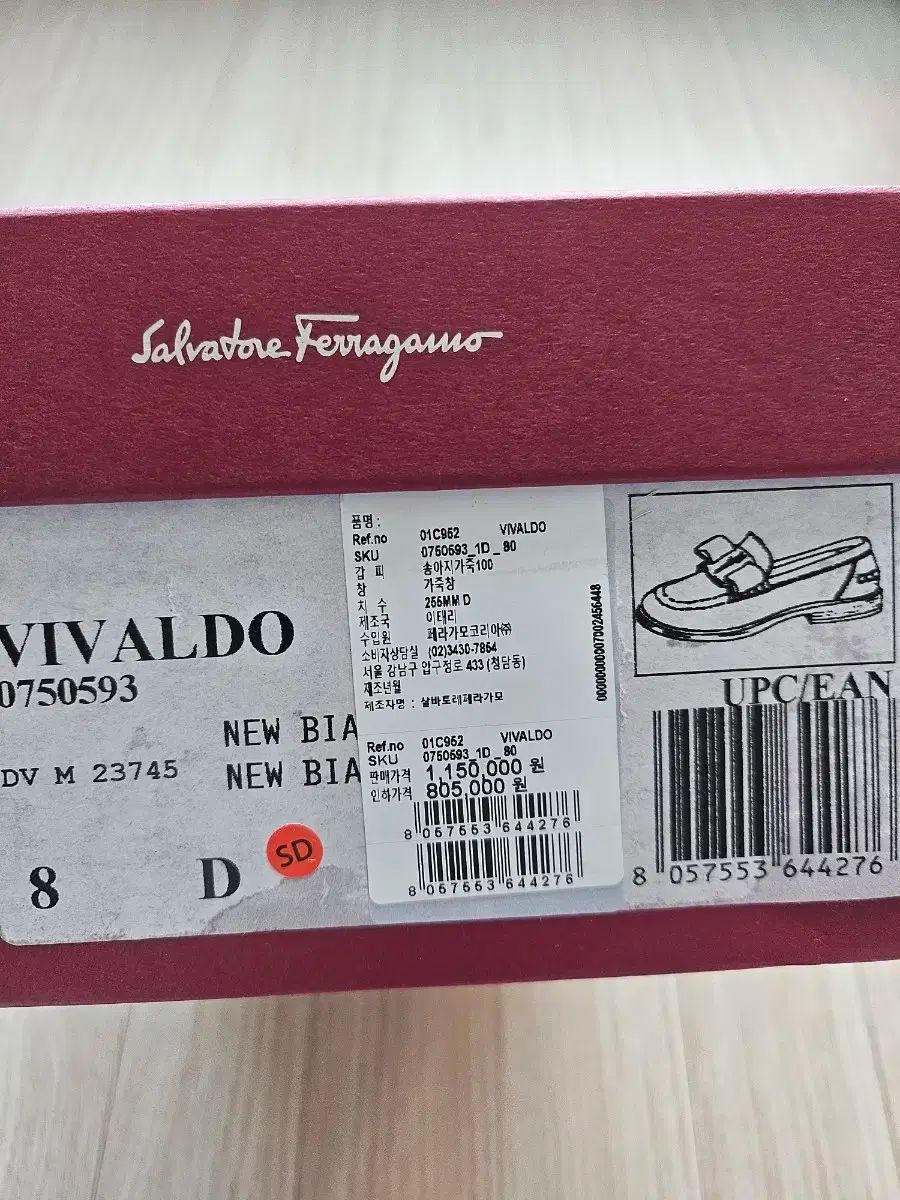 Salvatore Ferragamo
VIVALDO
0750593
NEW BIA
DV M 23745
NEW BIA
8 D SD
품명 :
Ref.no 01C952 VIVALDO
SKU 0750593_1D_80
갑 피 송아지가죽100
창 가죽창
치 수 255MM D
제조국 이태리
수입원 페라가모코리아㈜
소비자상담실 (02)3430-7854
서울 강남구 압구정로 433 (청담동)
제조년월
제조자명 : 살바토레페라가모
00000000007002456448
Ref.no 01C952 VIVALDO
SKU 0750593_1D_80
판매가격 1,150,000 원
인하가격 805,000 원
8 057553 644276
8 057553 644276
UPC/EAN
8 057553 644276